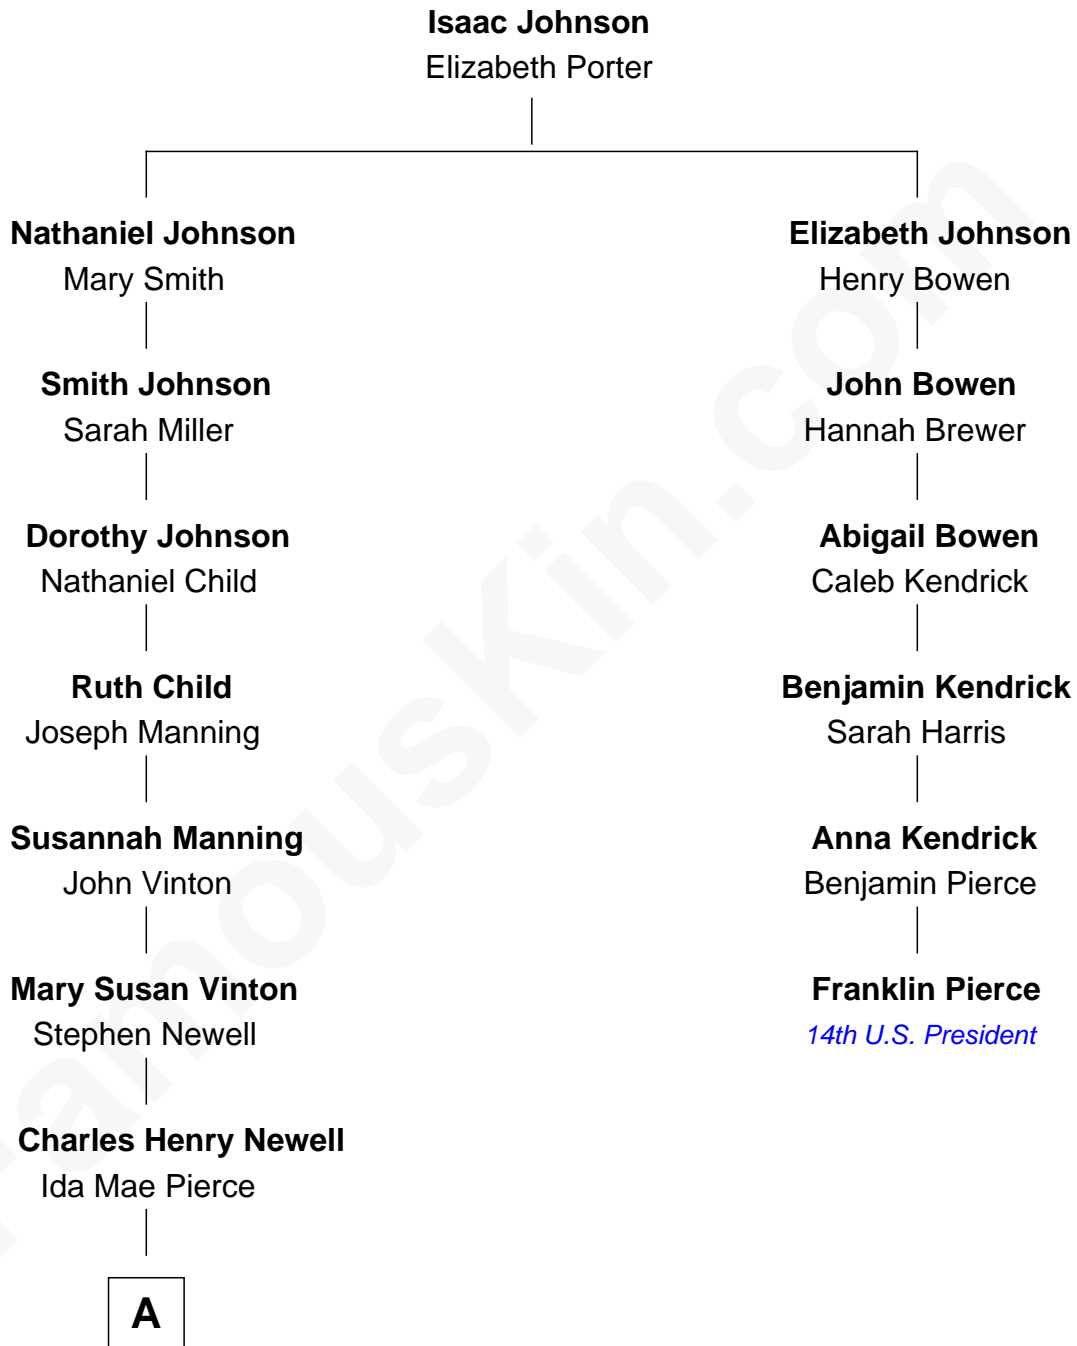 Isaac Johnson
Elizabeth Porter
Nathaniel Johnson
Mary Smith
Elizabeth Johnson
Henry Bowen
Smith Johnson
Sarah Miller
John Bowen
Hannah Brewer
Dorothy Johnson
Nathaniel Child
Abigail Bowen
Caleb Kendrick
Ruth Child
Joseph Manning
Benjamin Kendrick
Sarah Harris
Susannah Manning
John Vinton
Anna Kendrick
Benjamin Pierce
Mary Susan Vinton
Stephen Newell
Franklin Pierce
14th U.S. President
Charles Henry Newell
Ida Mae Pierce
A
FamousKin.com